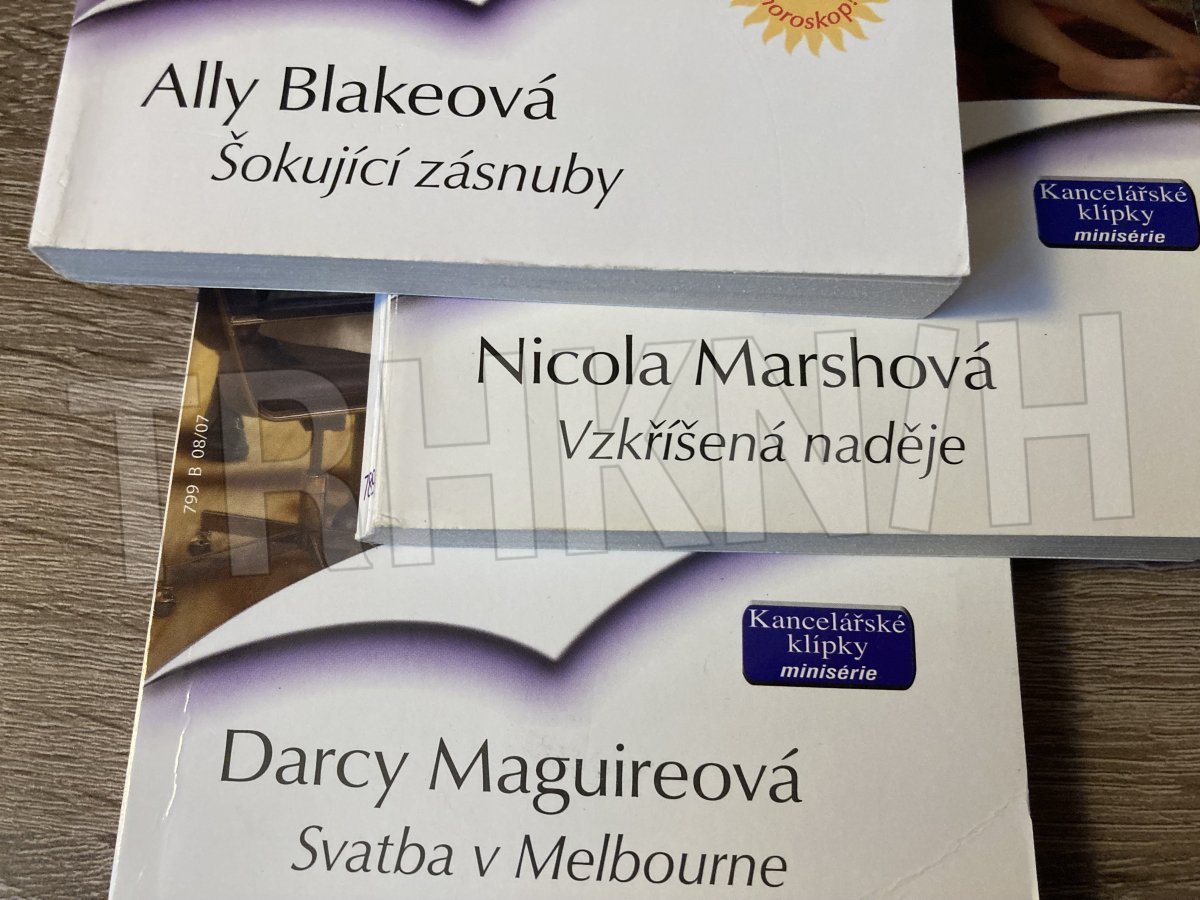 horoskop!
Ally Blakeová
Šokující zásnuby
Kancelářské
klípky
minisérie
Nicola Marshová
Vzkříšená naděje
799 B 08/07
TRHKN/H
Kancelářské
klípky
minisérie
Darcy Maguireová
Svatba v Melbourne